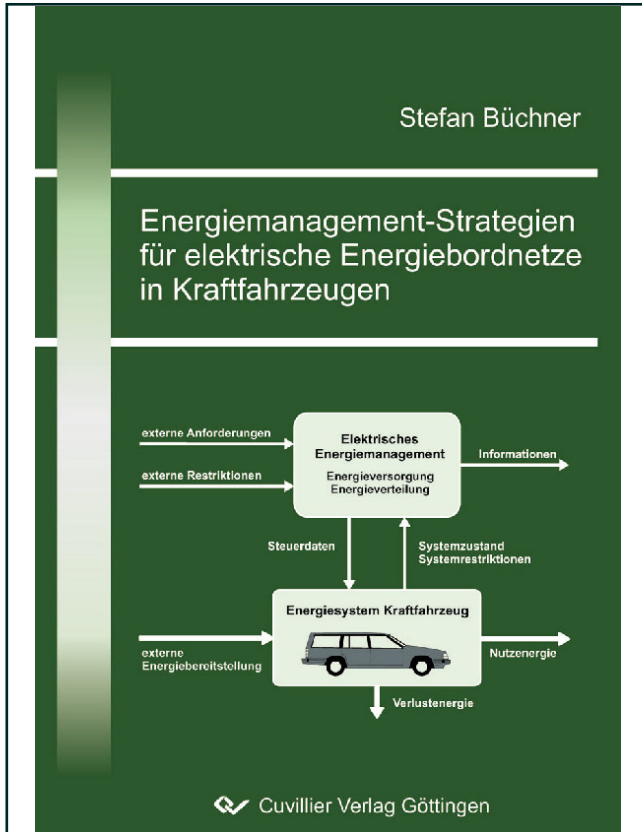 Stefan Büchner
Energiemanagement-Strategien
für elektrische Energiebordnetze
in Kraftfahrzeugen
externe Anforderungen
externe Restriktionen
Elektrisches
Energiemanagement
Energieversorgung
Energieverteilung
Informationen
Steuerdaten
Systemzustand
Systemrestriktionen
Energiesystem Kraftfahrzeug
externe
Energiebereitstellung
Nutzenergie
Verlustenergie
Cuvillier Verlag Göttingen